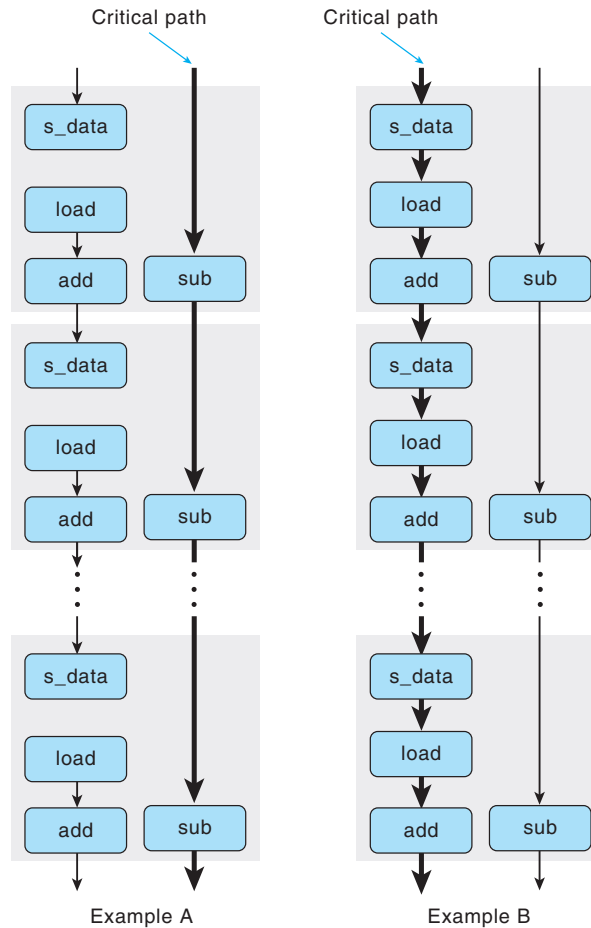 Critical path
s_data
load
add
sub
s_data
load
add
sub
s_data
load
add
sub
Example A
Critical path
s_data
load
add
sub
s_data
load
add
sub
s_data
load
add
sub
Example B